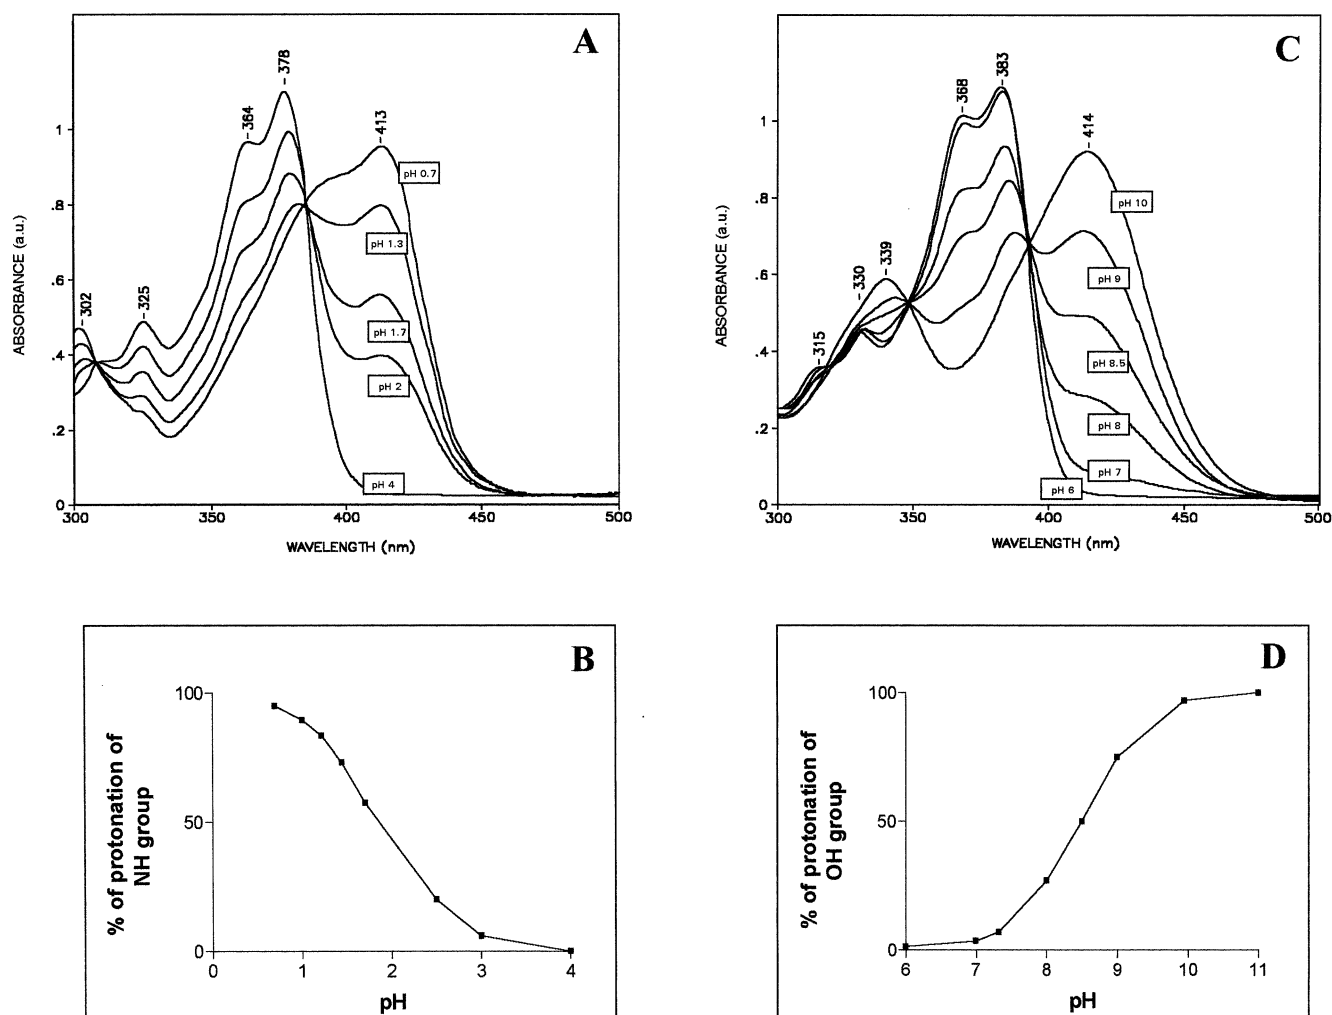 A
378
364
413
325
302
pH 0.7
pH 1.3
pH 1.7
pH 2
pH 4
1
.8
.6
.4
.2
0
300 350 400 450 500
ABSORBANCE (a.u.)
WAVELENGTH (nm)
C
383
368
414
339
330
315
pH 10
pH 9
pH 8.5
pH 8
pH 7
pH 6
1
.8
.6
.4
.2
0
300 350 400 450 500
ABSORBANCE (a.u.)
WAVELENGTH (nm)
B
100
50
0
0 1 2 3 4
% of protonation of
NH group
pH
D
100
50
0
6 7 8 9 10 11
% of protonation of
OH group
pH